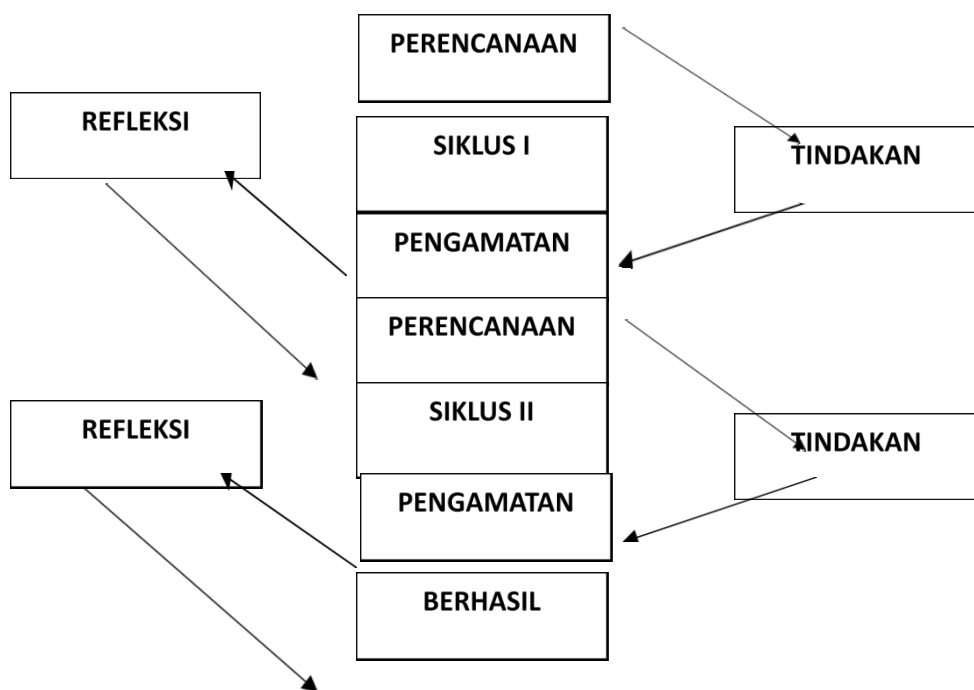 PERENCANAAN
REFLEKSI
SIKLUS I
TINDAKAN
PENGAMATAN
PERENCANAAN
SIKLUS II
REFLEKSI
TINDAKAN
PENGAMATAN
BERHASIL